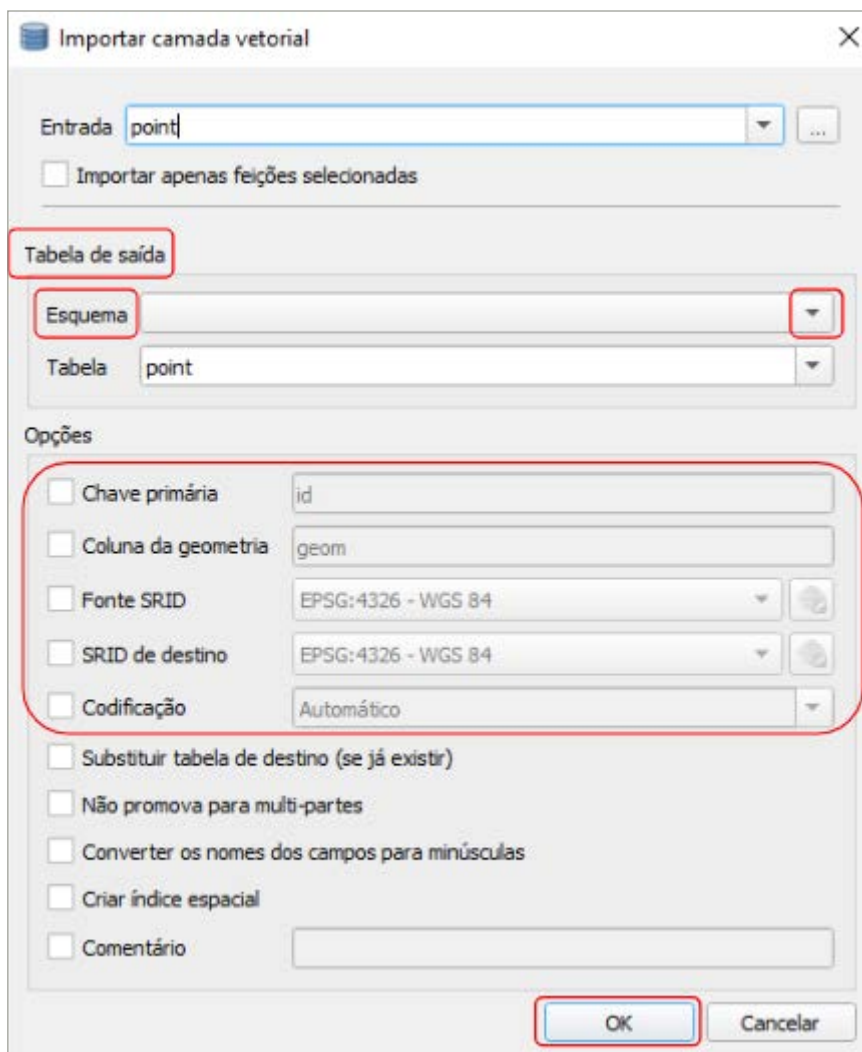 Importar camada vetorial
Entrada point ...
Importar apenas feições selecionadas
Tabela de saída
Esquema
Tabela point
Opções
Chave primária id
Coluna da geometria geom
Fonte SRID EPSG:4326 - WGS 84
SRID de destino EPSG:4326 - WGS 84
Codificação Automático
Substituir tabela de destino (se já existir)
Não promova para multi-partes
Converter os nomes dos campos para minúsculas
Criar índice espacial
Comentário
OK Cancelar